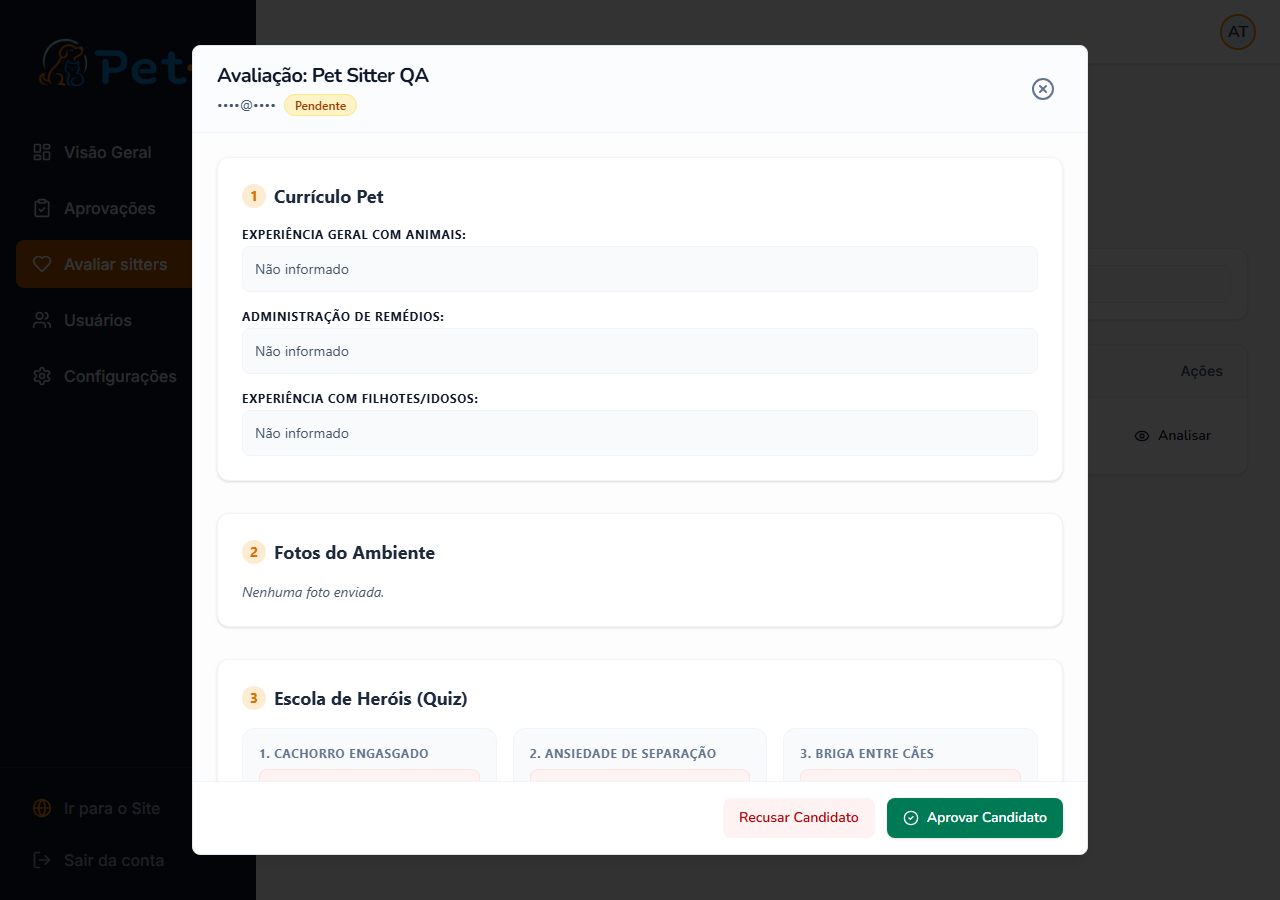 AT
Pet
Visão Geral
Aprovações
Avaliar sitters
Usuários
Configurações
Ir para o Site
Sair da conta
Avaliação: Pet Sitter QA
••••@•••• Pendente
1 Currículo Pet
EXPERIÊNCIA GERAL COM ANIMAIS:
Não informado
ADMINISTRAÇÃO DE REMÉDIOS:
Não informado
EXPERIÊNCIA COM FILHOTES/IDOSOS:
Não informado
2 Fotos do Ambiente
Nenhuma foto enviada.
3 Escola de Heróis (Quiz)
1. CACHORRO ENGASGADO
2. ANSIEDADE DE SEPARAÇÃO
3. BRIGA ENTRE CÃES
Recusar Candidato
Aprovar Candidato
Ações
Analisar